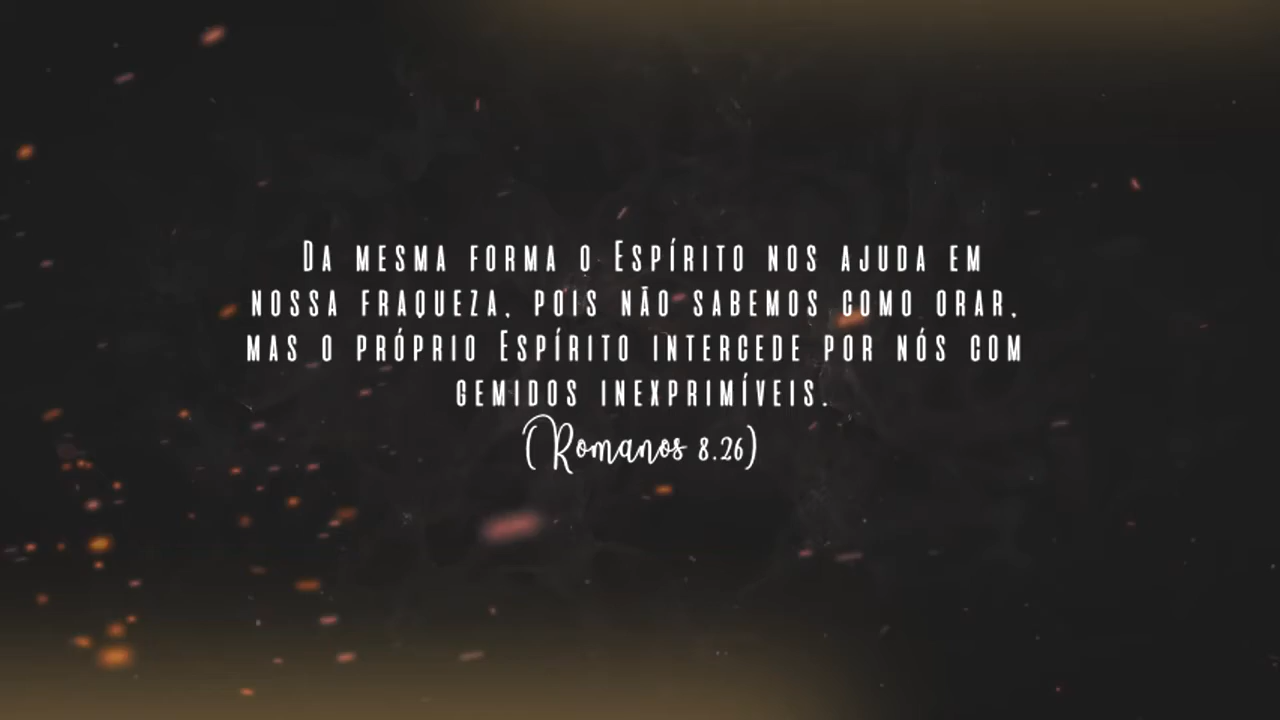 Da mesma forma o Espírito nos ajuda em
nossa fraqueza, pois não sabemos como orar,
mas o próprio Espírito intercede por nós com
gemidos inexprimíveis.
(Romanos 8.26)